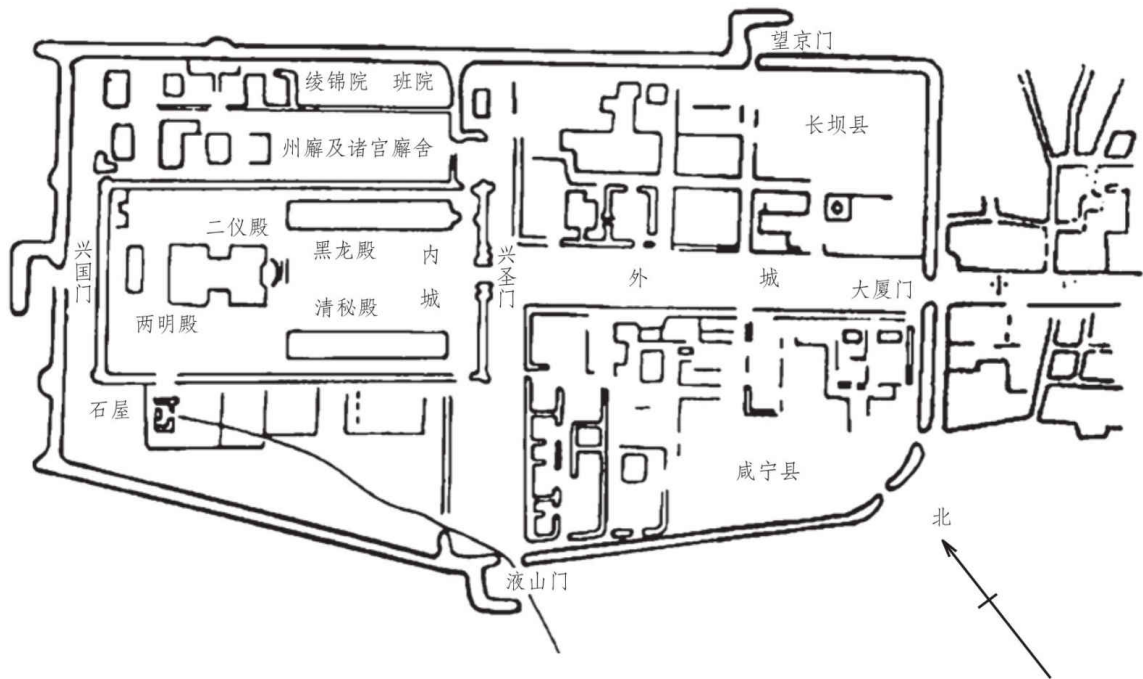 望京门
绫锦院 班院
长坝县
州廨及诸宫廨舍
二仪殿
兴国门
黑龙殿
内城
兴圣门
外城
大厦门
清秘殿
两明殿
石屋
咸宁县
北
液山门